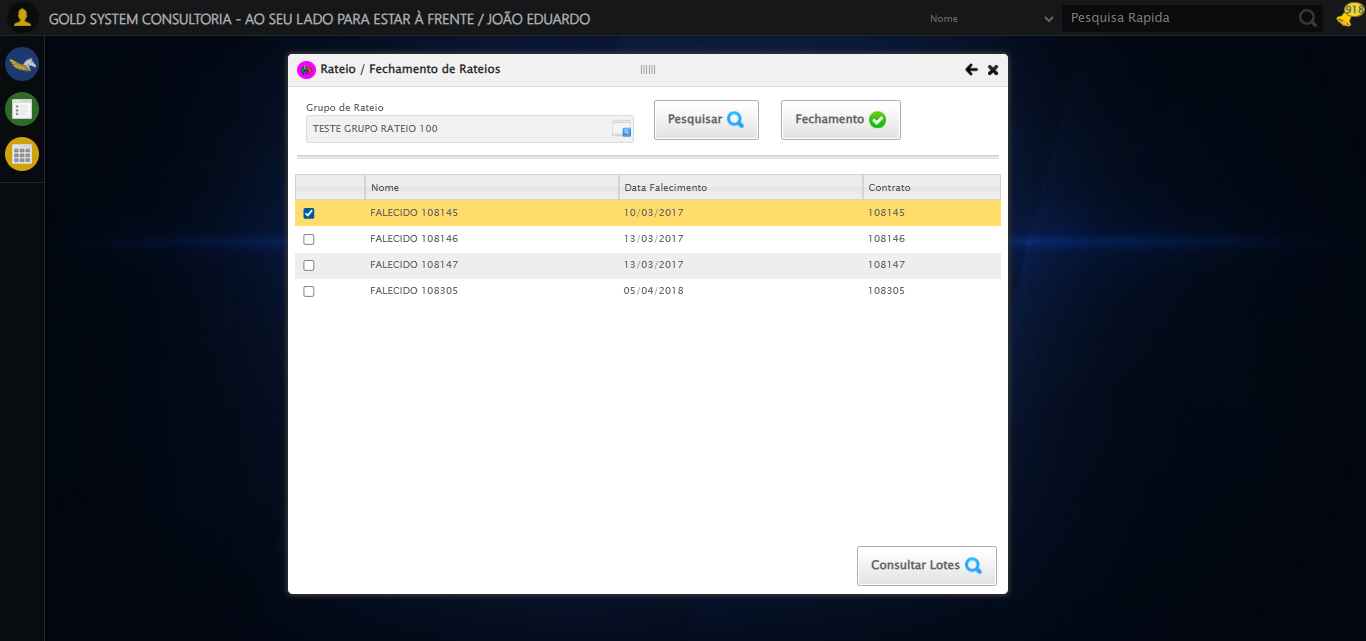 GOLD SYSTEM CONSULTORIA - AO SEU LADO PARA ESTAR À FRENTE / JOÃO EDUARDO
Nome
Pesquisa Rapida
918
Rateio / Fechamento de Rateios
Grupo de Rateio
TESTE GRUPO RATEIO 100
Pesquisar
Fechamento
Nome Data Falecimento Contrato
FALECIDO 108145 10/03/2017 108145
FALECIDO 108146 13/03/2017 108146
FALECIDO 108147 13/03/2017 108147
FALECIDO 108305 05/04/2018 108305
Consultar Lotes